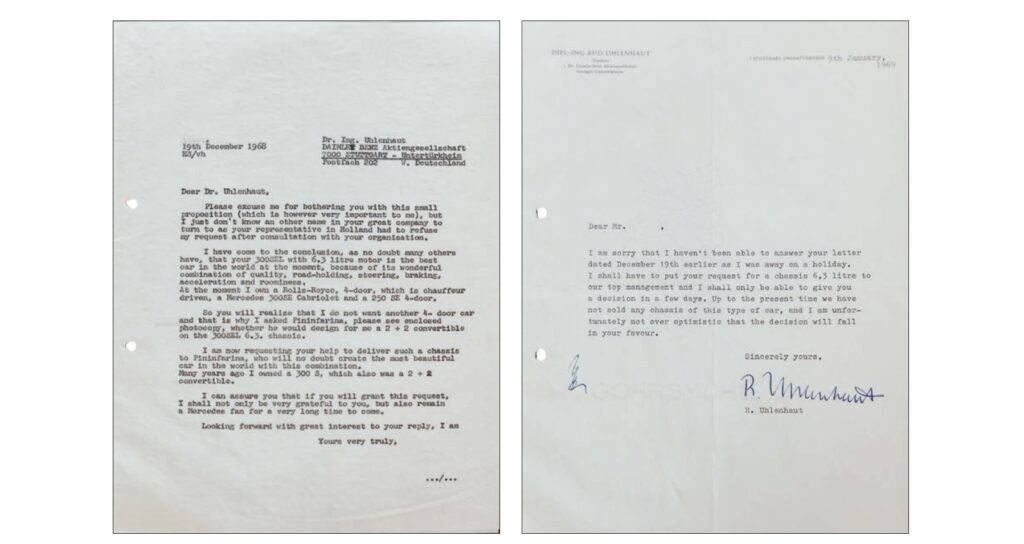 19th December 1968
ES/vh
Dr. Ing. Uhlenhaut
DAIMLER BENZ Aktiengesellschaft
7000 STUTTGART - Untertürkheim
Postfach 202 W. Deutschland
Dear Dr. Uhlenhaut,
Please excuse me for bothering you with this small
proposition (which is however very important to me), but
I just don't know an other name in your great company to
turn to as your representative in Holland had to refuse
my request after consultation with your organisation.
I have come to the conclusion, as no doubt many others
have, that your 300SEL with 6.3 litre motor is the best
car in the world at the moment, because of its wonderful
combination of quality, road-holding, steering, braking,
acceleration and roominess.
At the moment I own a Rolls-Royce, 4-door, which is chauffeur
driven, a Mercedes 300SE Cabriolet and a 250 SE 4-door.
So you will realise that I do not want another 4- door car
and that is why I asked Pininfarina, please see enclosed
photocopy, whether he would design for me a 2 + 2 convertible
on the 300SEL 6.3. chassis.
I am now requesting your help to deliver such a chassis
to Pininfarina, who will no doubt create the most beautiful
car in the world with this combination.
Many years ago I owned a 300 S, which also was a 2 + 2
convertible.
I can assure you that if you will grant this request,
I shall not only be very grateful to you, but also remain
a Mercedes fan for a very long time to come.
Looking forward with great interest to your reply, I am
Yours very truly,
.../...
DIPL.-ING. RUD. UHLENHAUT
9th January,
1969
Dear Mr. ,
I am sorry that I haven't been able to answer your letter
dated December 19th earlier as I was away on a holiday.
I shall have to put your request for a chassis 6,3 litre to
our top management and I shall only be able to give you
a decision in a few days. Up to the present time we have
not sold any chassis of this type of car, and I am unfor-
tunately not over optimistic that the decision will fall
in your favour.
Sincerely yours,
R. Uhlenhaut
R. Uhlenhaut